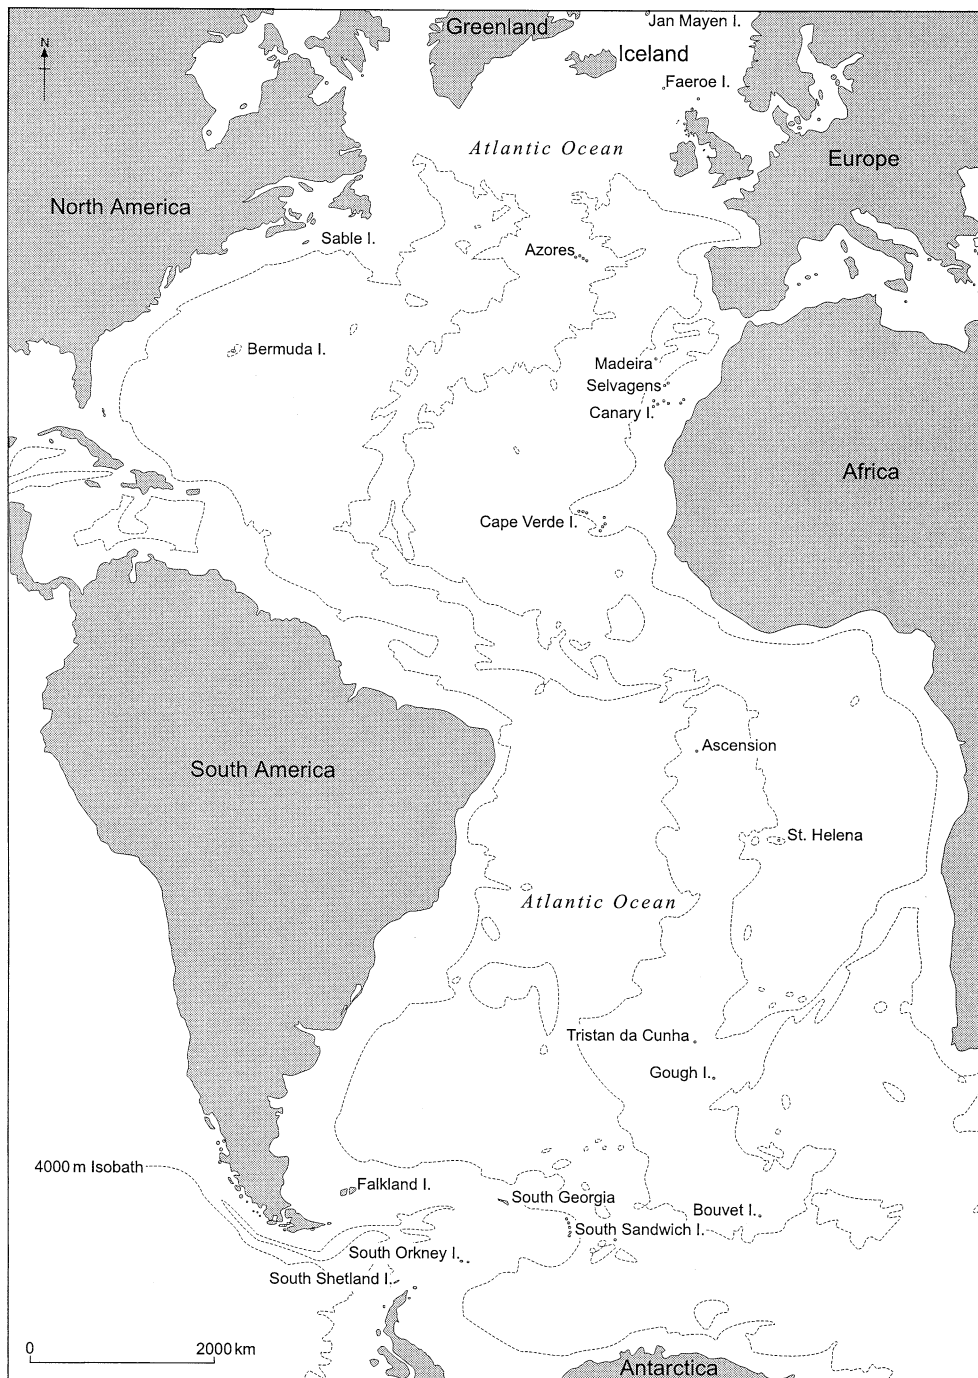 Jan Mayen I.
Greenland
N
Iceland
Faeroe I.
Atlantic Ocean
Europe
North America
Sable I.
Azores
Bermuda I.
Madeira
Selvagens
Canary I.
Africa
Cape Verde I.
Ascension
South America
St. Helena
Atlantic Ocean
Tristan da Cunha
Gough I.
4000 m Isobath
Falkland I.
South Georgia
Bouvet I.
South Sandwich I.
South Orkney I.
South Shetland I.
0 2000 km
Antarctica